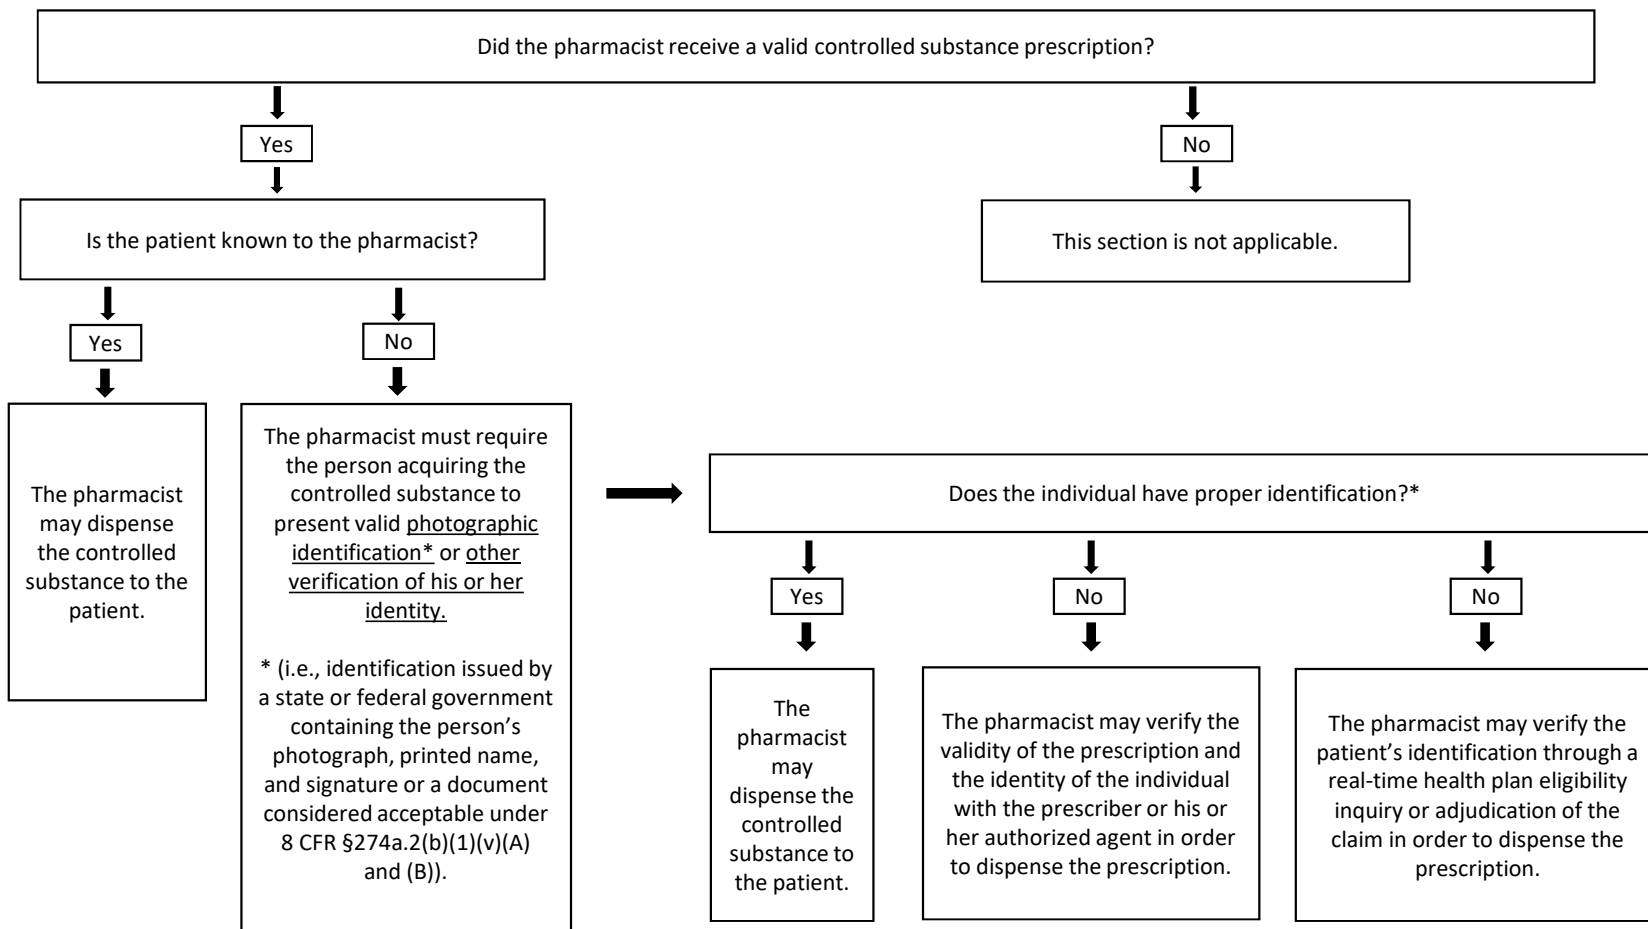 Did the pharmacist receive a valid controlled substance prescription?
Yes
No
Is the patient known to the pharmacist?
This section is not applicable.
Yes
No
The pharmacist
may dispense
the controlled
substance to the
patient.
The pharmacist must require
the person acquiring the
controlled substance to
present valid photographic
identification* or other
verification of his or her
identity.
* (i.e., identification issued by
a state or federal government
containing the person’s
photograph, printed name,
and signature or a document
considered acceptable under
8 CFR §274a.2(b)(1)(v)(A)
and (B)).
Does the individual have proper identification?*
Yes
No
No
The
pharmacist
may
dispense the
controlled
substance to
the patient.
The pharmacist may verify the
validity of the prescription and
the identity of the individual
with the prescriber or his or
her authorized agent in order
to dispense the prescription.
The pharmacist may verify the
patient’s identification through a
real-time health plan eligibility
inquiry or adjudication of the
claim in order to dispense the
prescription.